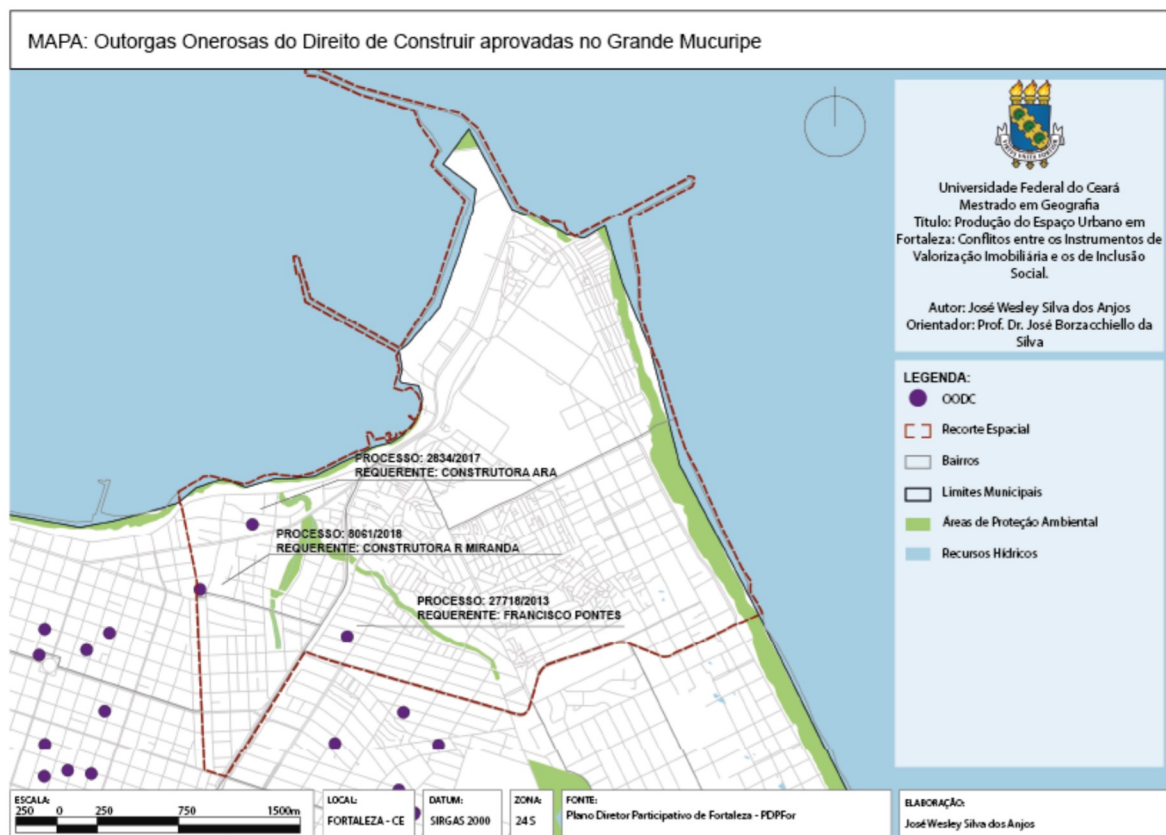 MAPA: Outorgas Onerosas do Direito de Construir aprovadas no Grande Mucuripe
Universidade Federal do Ceará
Mestrado em Geografia
Título: Produção do Espaço Urbano em
Fortaleza: Conflitos entre os Instrumentos de
Valorização Imobiliária e os de Inclusão
Social.
Autor: José Wesley Silva dos Anjos
Orientador: Prof. Dr. José Borzacchiello da
Silva
LEGENDA:
OODC
Recorte Espacial
Bairros
Limites Municipais
Áreas de Proteção Ambiental
Recursos Hídricos
PROCESSO: 2834/2017
REQUERENTE: CONSTRUTORA ARA
PROCESSO: 8061/2018
REQUERENTE: CONSTRUTORA R MIRANDA
PROCESSO: 27718/2013
REQUERENTE: FRANCISCO PONTES
ESCALA:
250 0 250 750 1500m
LOCAL:
FORTALEZA - CE
DATUM:
SIRGAS 2000
ZONA:
24 S
FONTE:
Plano Diretor Participativo de Fortaleza - PDPFor
ELABORAÇÃO:
José Wesley Silva dos Anjos